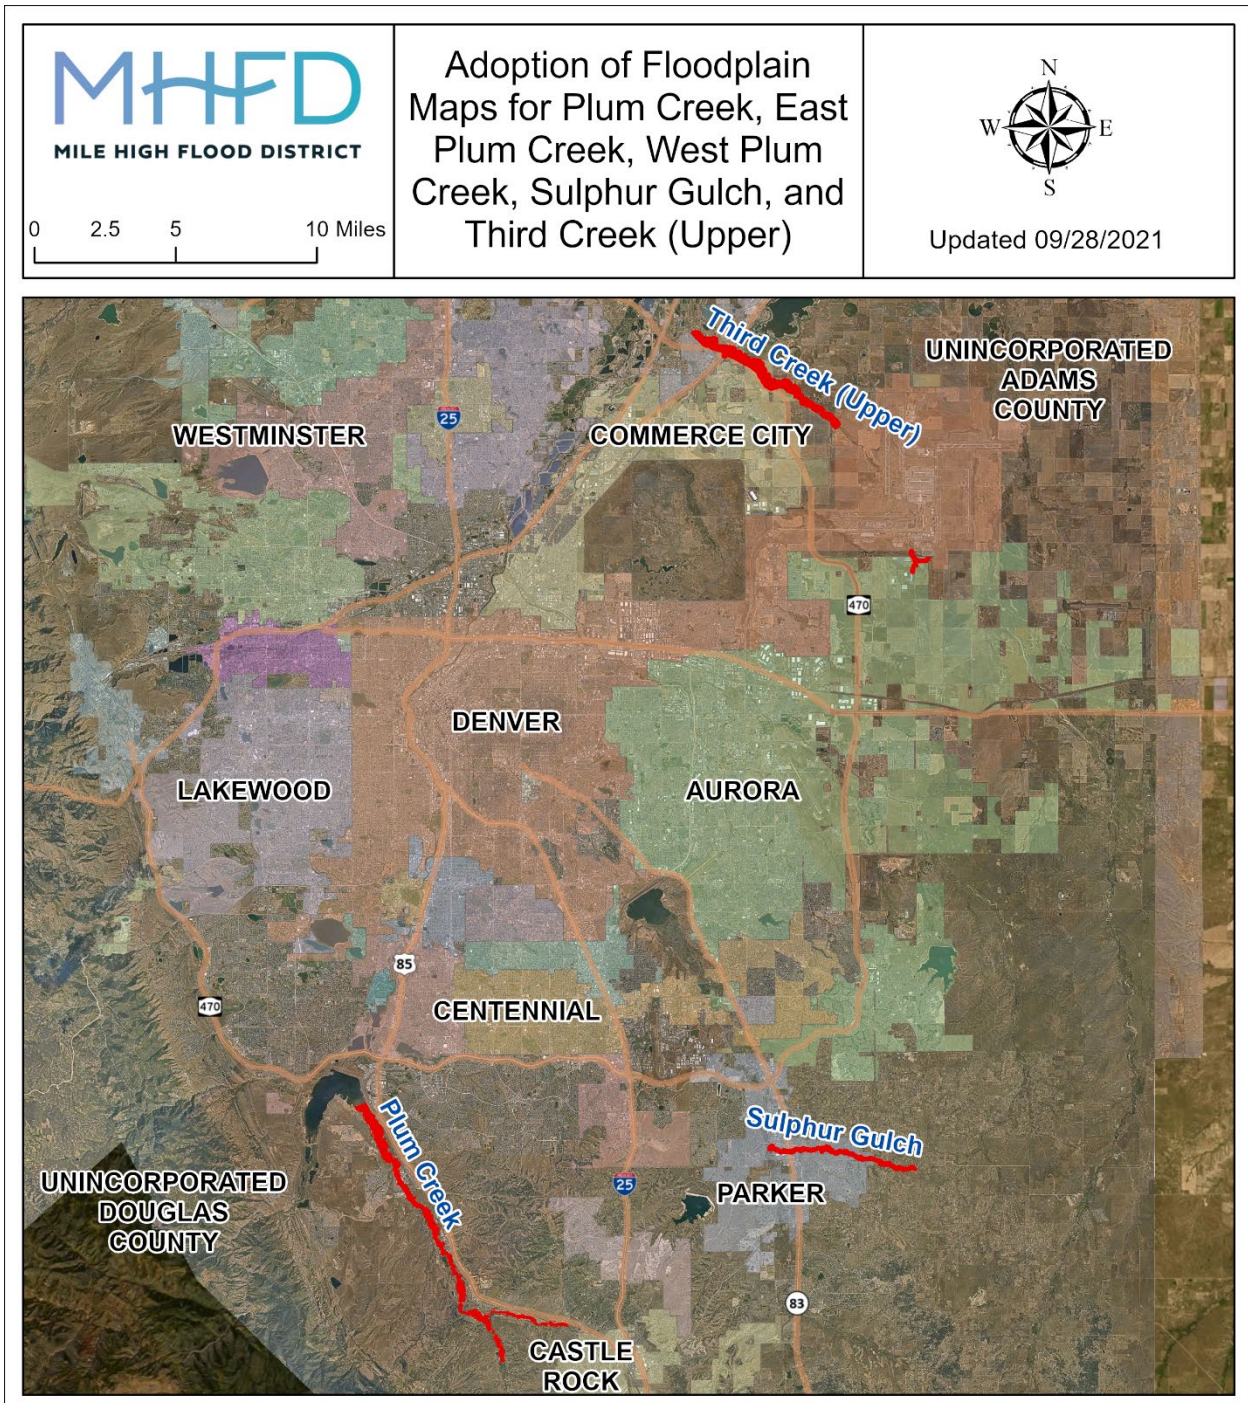 MHFD
MILE HIGH FLOOD DISTRICT
0 2.5 5 10 Miles
Adoption of Floodplain
Maps for Plum Creek, East
Plum Creek, West Plum
Creek, Sulphur Gulch, and
Third Creek (Upper)
N
W E
S
Updated 09/28/2021
Third Creek (Upper)
UNINCORPORATED
ADAMS
COUNTY
25
WESTMINSTER
COMMERCE CITY
470
DENVER
LAKEWOOD
AURORA
85
470
CENTENNIAL
Plum Creek
Sulphur Gulch
UNINCORPORATED
DOUGLAS
COUNTY
25
PARKER
83
CASTLE
ROCK